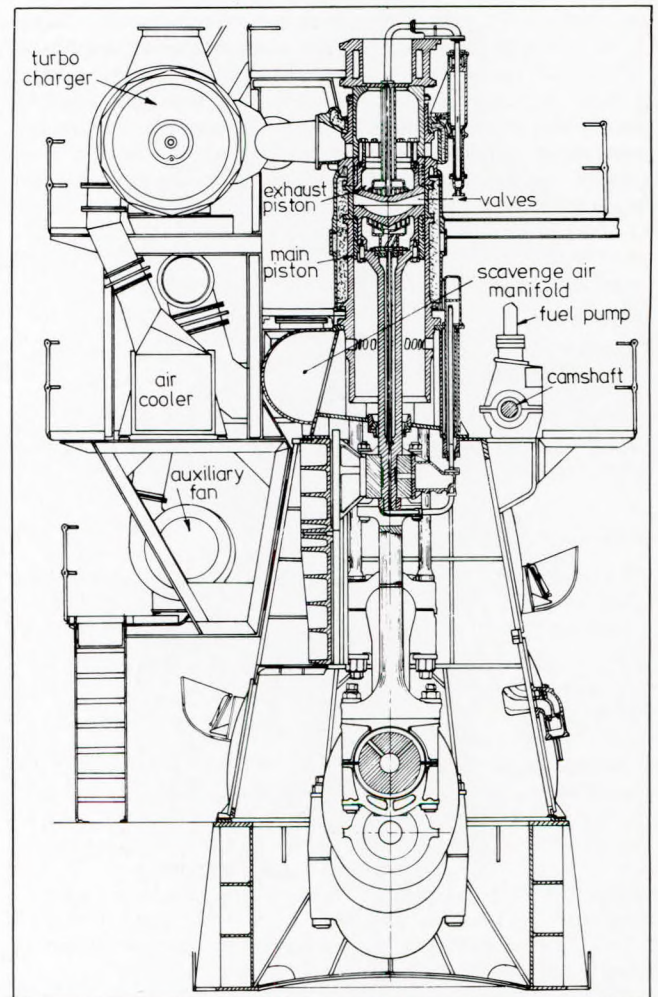 turbo
charger
exhaust
piston
valves
main
piston
scavenge air
manifold
fuel pump
air
cooler
camshaft
auxiliary
fan